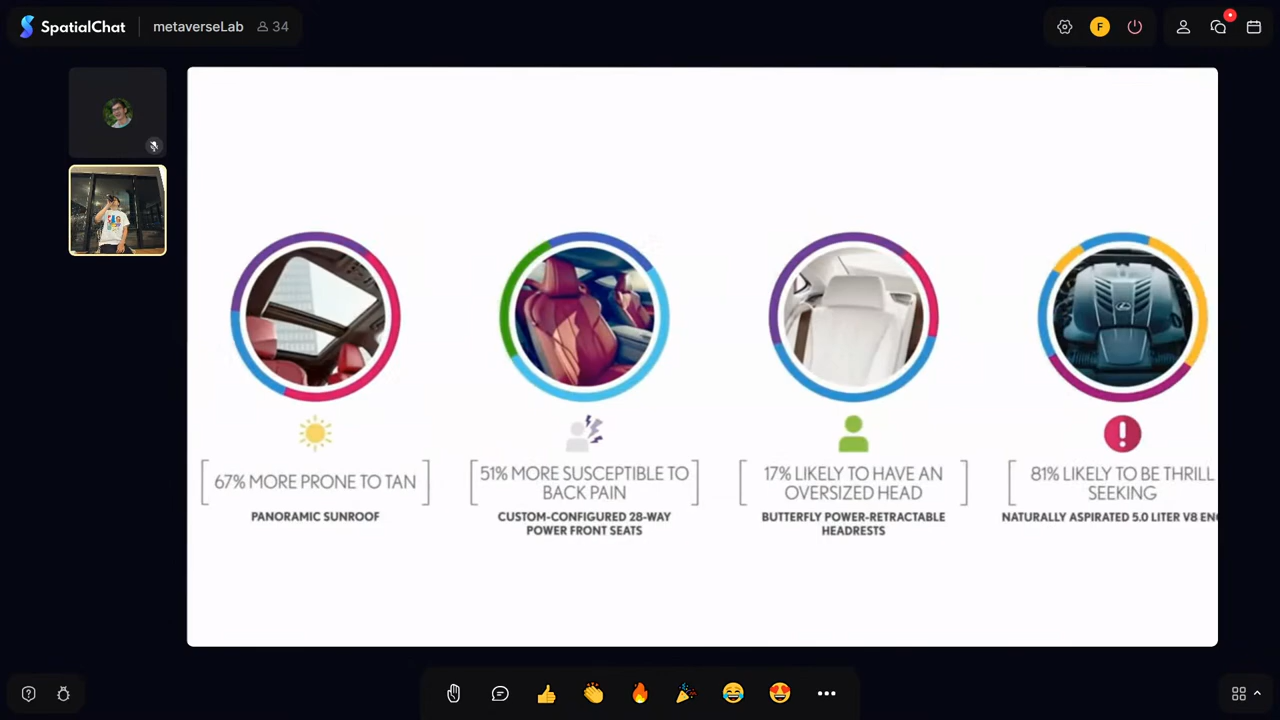 SpatialChat
metaverseLab
34
F
67% MORE PRONE TO TAN
PANORAMIC SUNROOF
51% MORE SUSCEPTIBLE TO
BACK PAIN
CUSTOM-CONFIGURED 28-WAY
POWER FRONT SEATS
17% LIKELY TO HAVE AN
OVERSIZED HEAD
BUTTERFLY POWER-RETRACTABLE
HEADRESTS
81% LIKELY TO BE THRILL
SEEKING
NATURALLY ASPIRATED 5.0 LITER V8